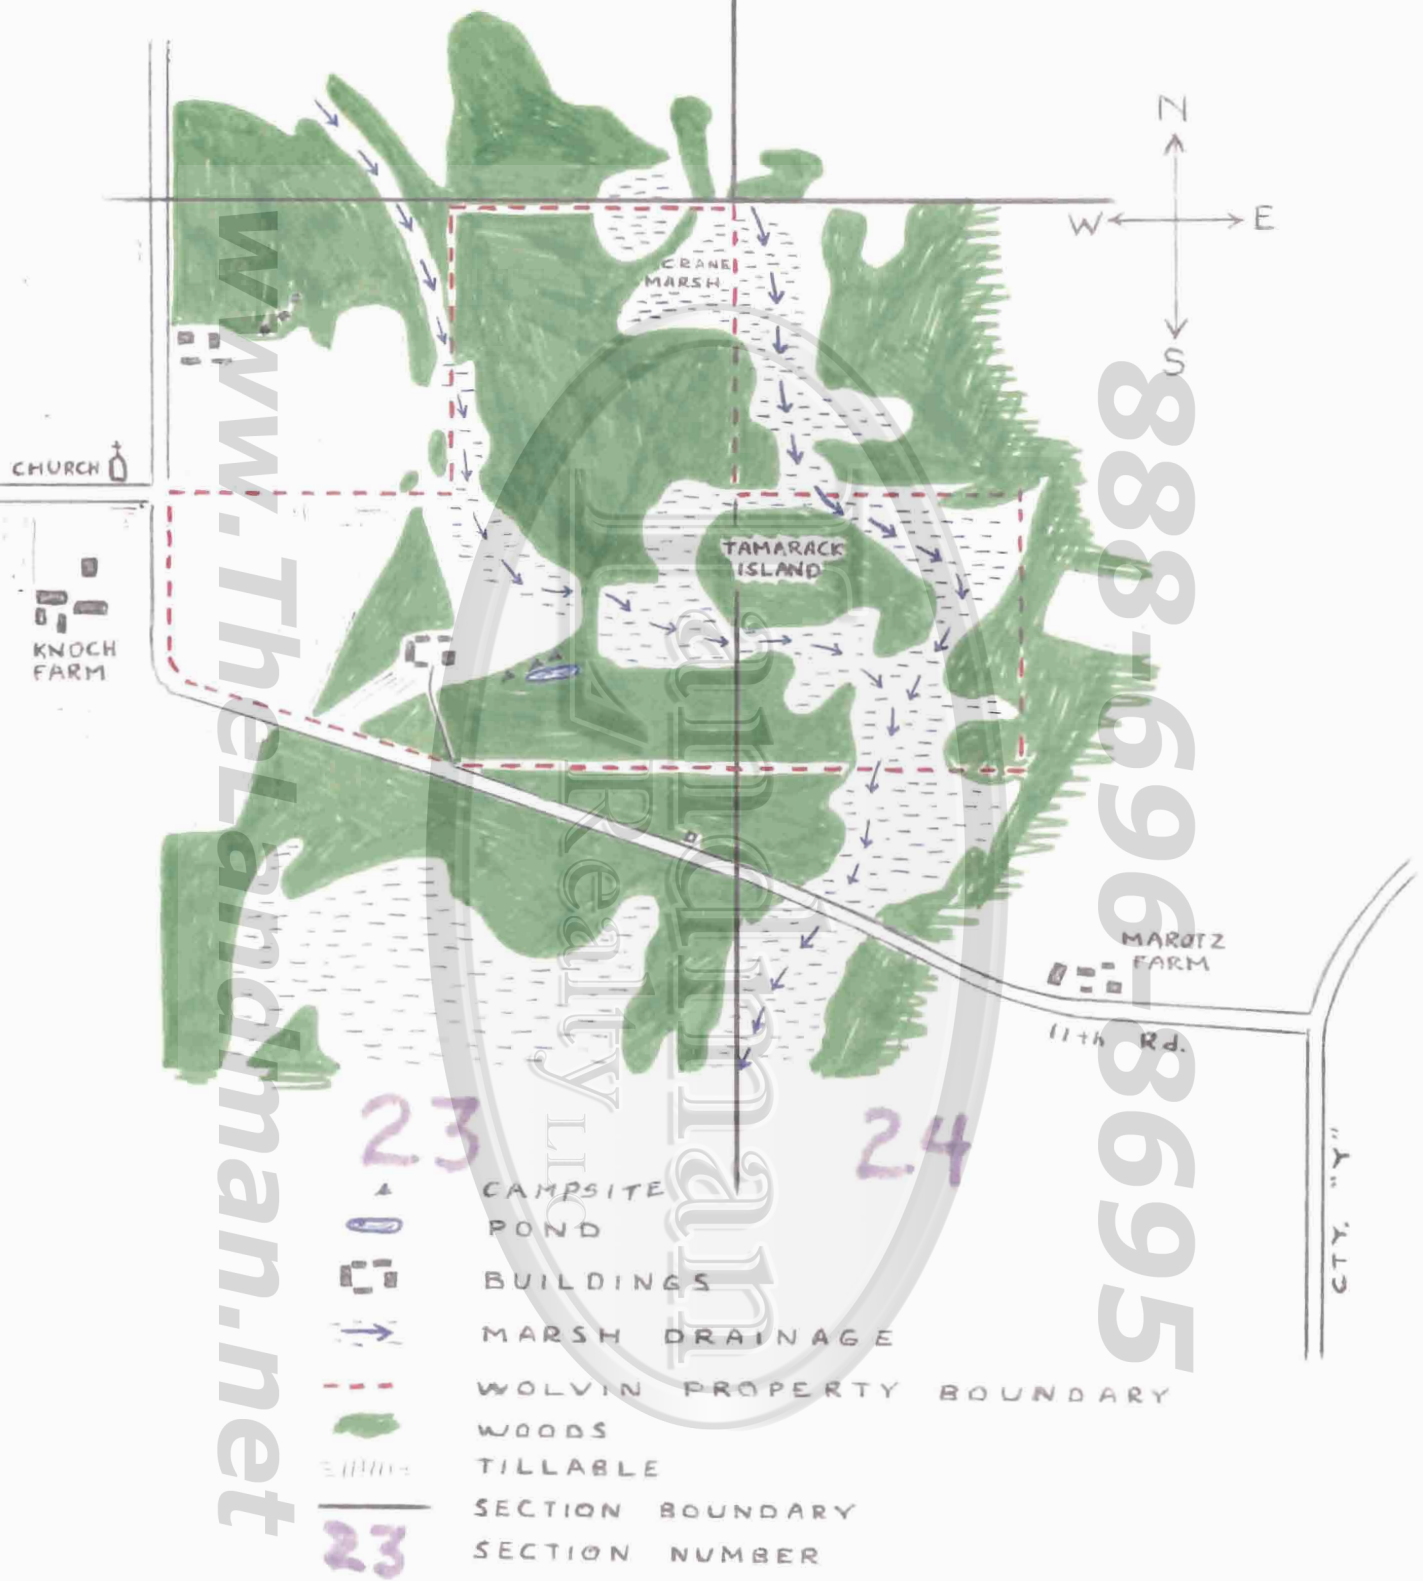 N
W E
S
CRANE
MARSH
CHURCH
TAMARACK
ISLAND
KNOCH
FARM
MAROTZ
FARM
11th Rd.
CTY. "Y"
23
24
CAMPSITE
POND
BUILDINGS
MARSH DRAINAGE
WOLVIN PROPERTY BOUNDARY
WOODS
TILLABLE
SECTION BOUNDARY
23 SECTION NUMBER
www.TheLandman.net
Landman
Realty LLC
888-696-8695